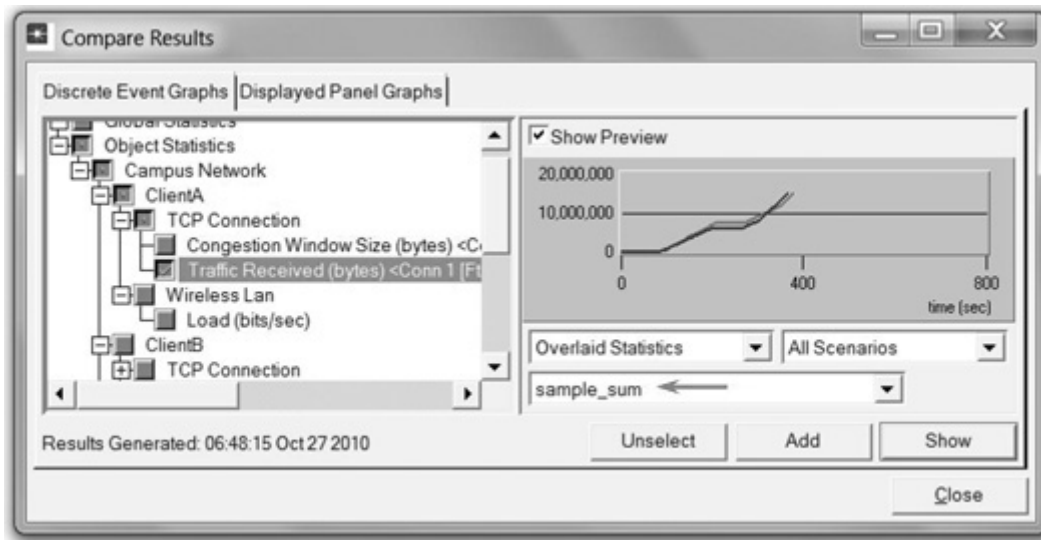 Compare Results
Discrete Event Graphs
Displayed Panel Graphs
Global Statistics
Object Statistics
Campus Network
ClientA
TCP Connection
Congestion Window Size (bytes) <C
Traffic Received (bytes) <Conn 1 [Ft
Wireless Lan
Load (bits/sec)
ClientB
TCP Connection
Show Preview
20,000,000
10,000,000
0
0 400 800
time (sec)
Overlaid Statistics
All Scenarios
sample_sum
Results Generated: 06:48:15 Oct 27 2010
Unselect
Add
Show
Close